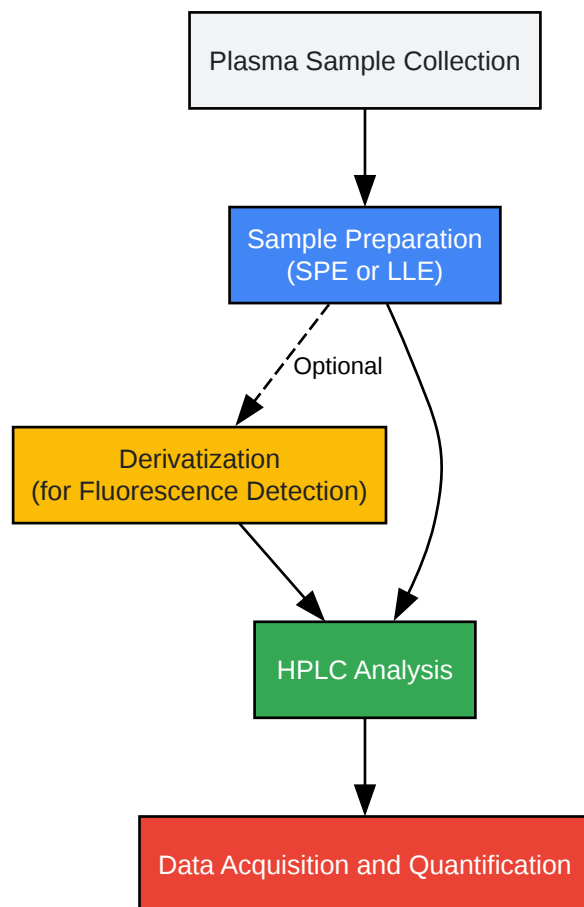 Plasma Sample Collection
Sample Preparation
(SPE or LLE)
Optional
Derivatization
(for Fluorescence Detection)
HPLC Analysis
Data Acquisition and Quantification